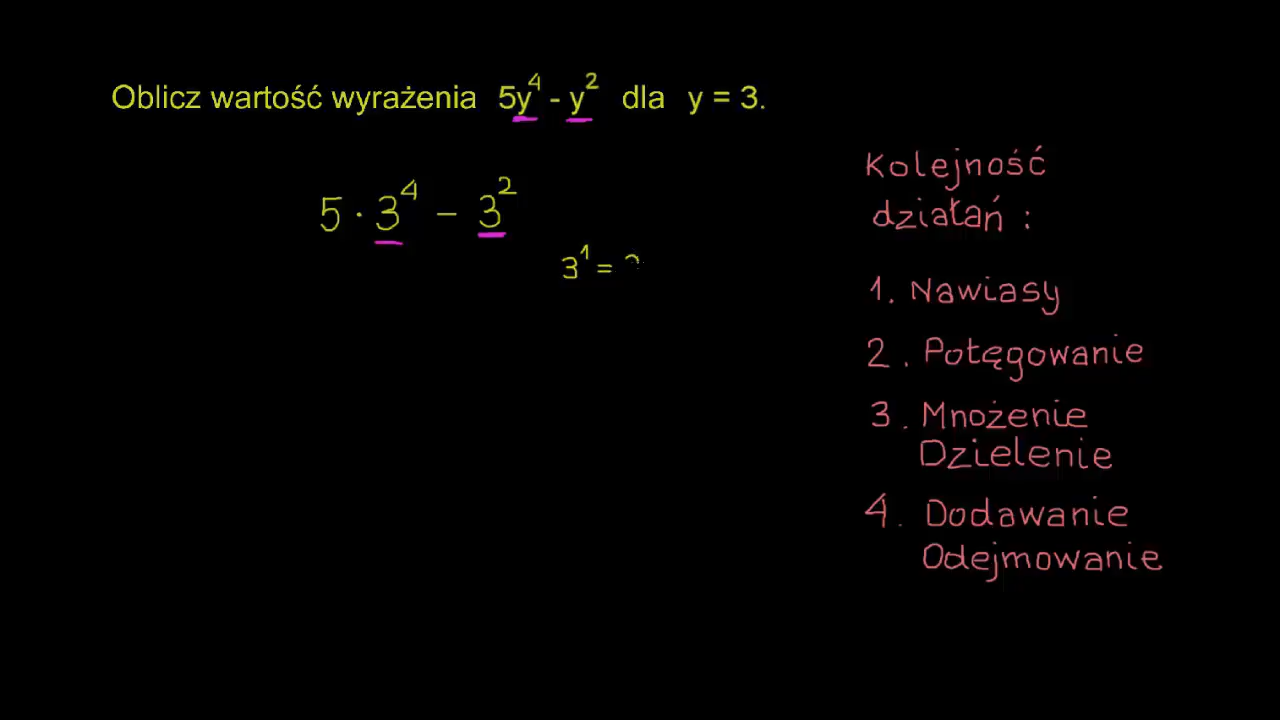 Oblicz wartość wyrażenia 5y⁴ - y² dla y = 3.
5 · 3⁴ – 3²
3¹ =
Kolejność
działań :
1. Nawiasy
2. Potęgowanie
3. Mnożenie
Dzielenie
4. Dodawanie
Odejmowanie